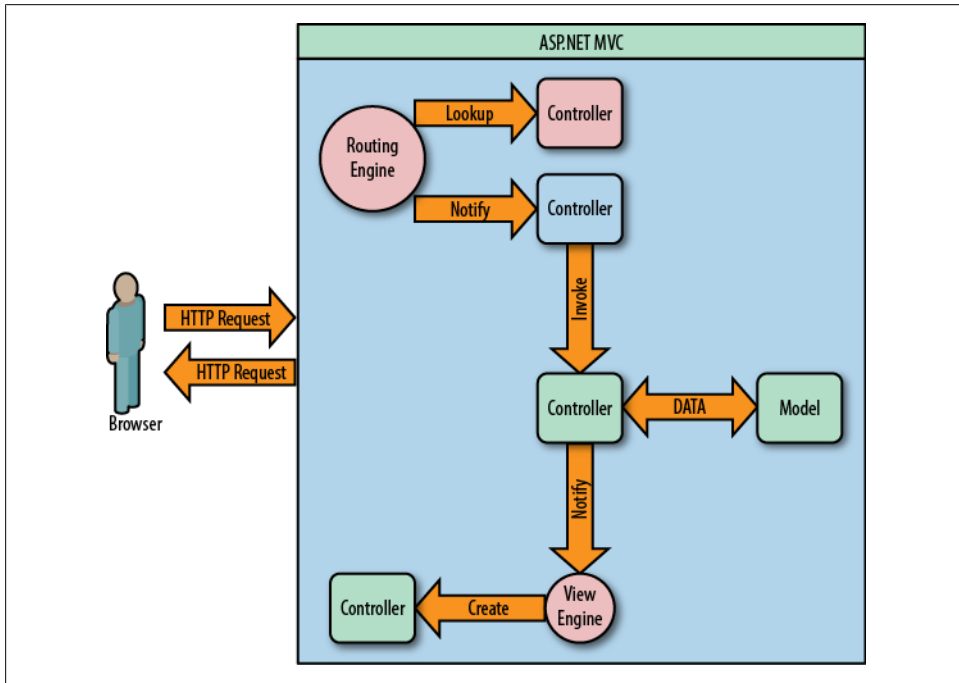 ASP.NET MVC
Lookup
Controller
Routing
Engine
Notify
Controller
Invoke
HTTP Request
HTTP Request
Browser
Controller
DATA
Model
Notify
View
Engine
Create
Controller